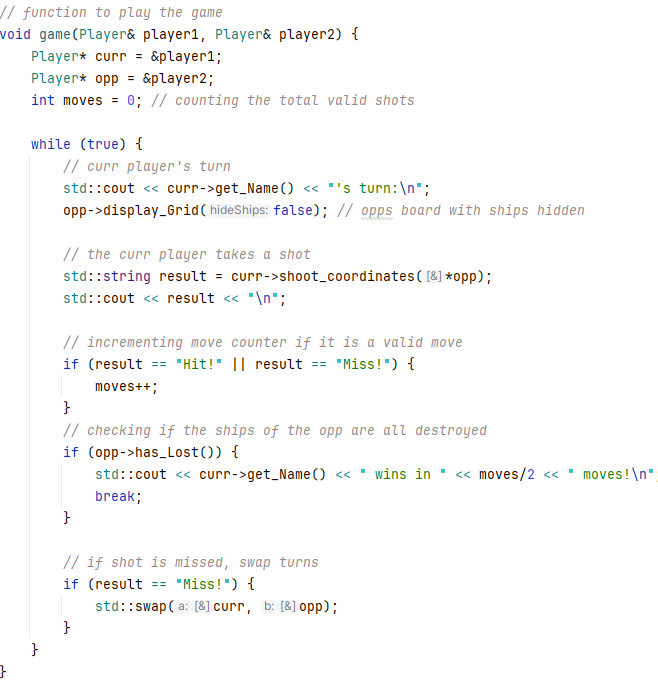 // function to play the game
void game(Player& player1, Player& player2) {
    Player* curr = &player1;
    Player* opp = &player2;
    int moves = 0; // counting the total valid shots

    while (true) {
        // curr player's turn
        std::cout << curr->get_Name() << "'s turn:\n";
        opp->display_Grid( hideShips: false); // opps board with ships hidden

        // the curr player takes a shot
        std::string result = curr->shoot_coordinates( [&] *opp);
        std::cout << result << "\n";

        // incrementing move counter if it is a valid move
        if (result == "Hit!" || result == "Miss!") {
            moves++;
        }
        // checking if the ships of the opp are all destroyed
        if (opp->has_Lost()) {
            std::cout << curr->get_Name() << " wins in " << moves/2 << " moves!\n"
            break;
        }

        // if shot is missed, swap turns
        if (result == "Miss!") {
            std::swap( a: [&] curr, b: [&] opp);
        }
    }
}